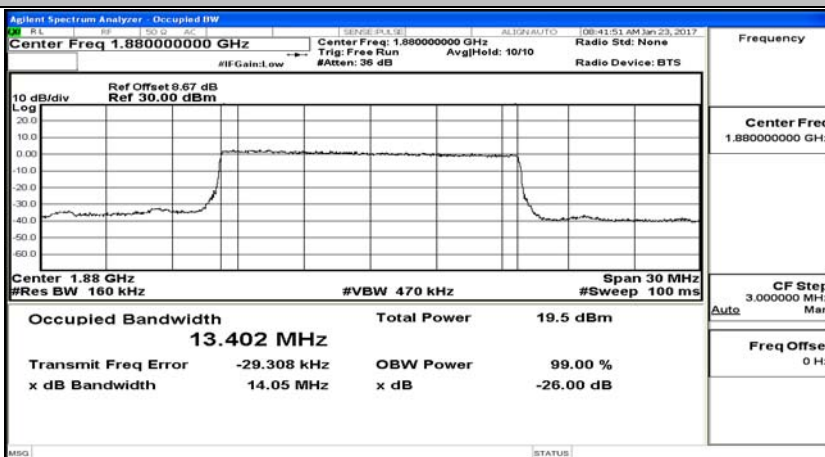 Agilent Spectrum Analyzer - Occupied BW
RL RF 50 Ω AC SENSE:PULSE ALIGNAUTO 08:41:51 AM Jan 23, 2017
Center Freq 1.880000000 GHz
Center Freq: 1.880000000 GHz
Radio Std: None
Trig: Free Run Avg|Hold: 10/10
#IFGain:Low #Atten: 36 dB Radio Device: BTS
Ref Offset 8.67 dB
10 dB/div Ref 30.00 dBm
Log
20.0
10.0
0.00
-10.0
-20.0
-30.0
-40.0
-50.0
-60.0
Center 1.88 GHz Span 30 MHz
#Res BW 160 kHz #VBW 470 kHz #Sweep 100 ms
Occupied Bandwidth Total Power 19.5 dBm
13.402 MHz
Transmit Freq Error -29.308 kHz OBW Power 99.00 %
x dB Bandwidth 14.05 MHz x dB -26.00 dB
MSG STATUS
Frequency
Center Freq
1.880000000 GHz
CF Step
3.000000 MHz
Auto Man
Freq Offset
0 Hz